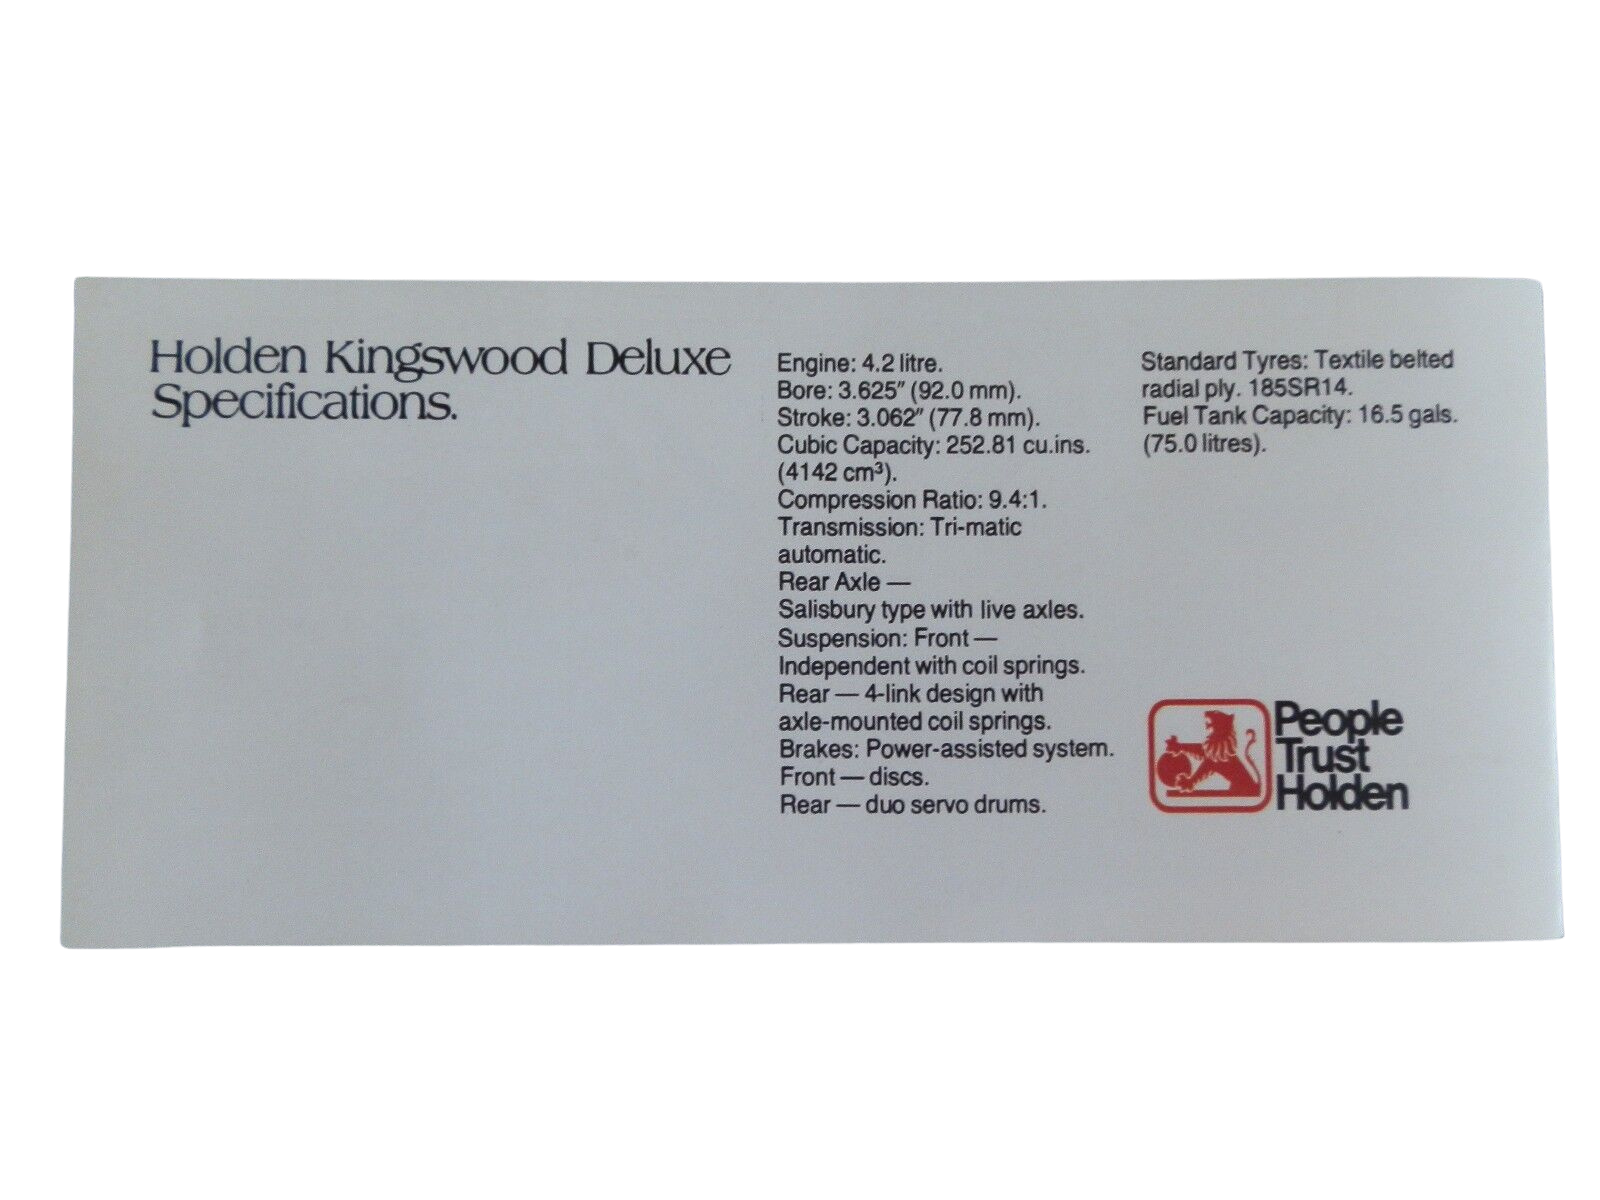 Holden Kingswood Deluxe
Specifications.
Engine: 4.2 litre.
Bore: 3.625″ (92.0 mm).
Stroke: 3.062″ (77.8 mm).
Cubic Capacity: 252.81 cu.ins.
(4142 cm³).
Compression Ratio: 9.4:1.
Transmission: Tri-matic
automatic.
Rear Axle —
Salisbury type with live axles.
Suspension: Front —
Independent with coil springs.
Rear — 4-link design with
axle-mounted coil springs.
Brakes: Power-assisted system.
Front — discs.
Rear — duo servo drums.
Standard Tyres: Textile belted
radial ply. 185SR14.
Fuel Tank Capacity: 16.5 gals.
(75.0 litres).
People
Trust
Holden